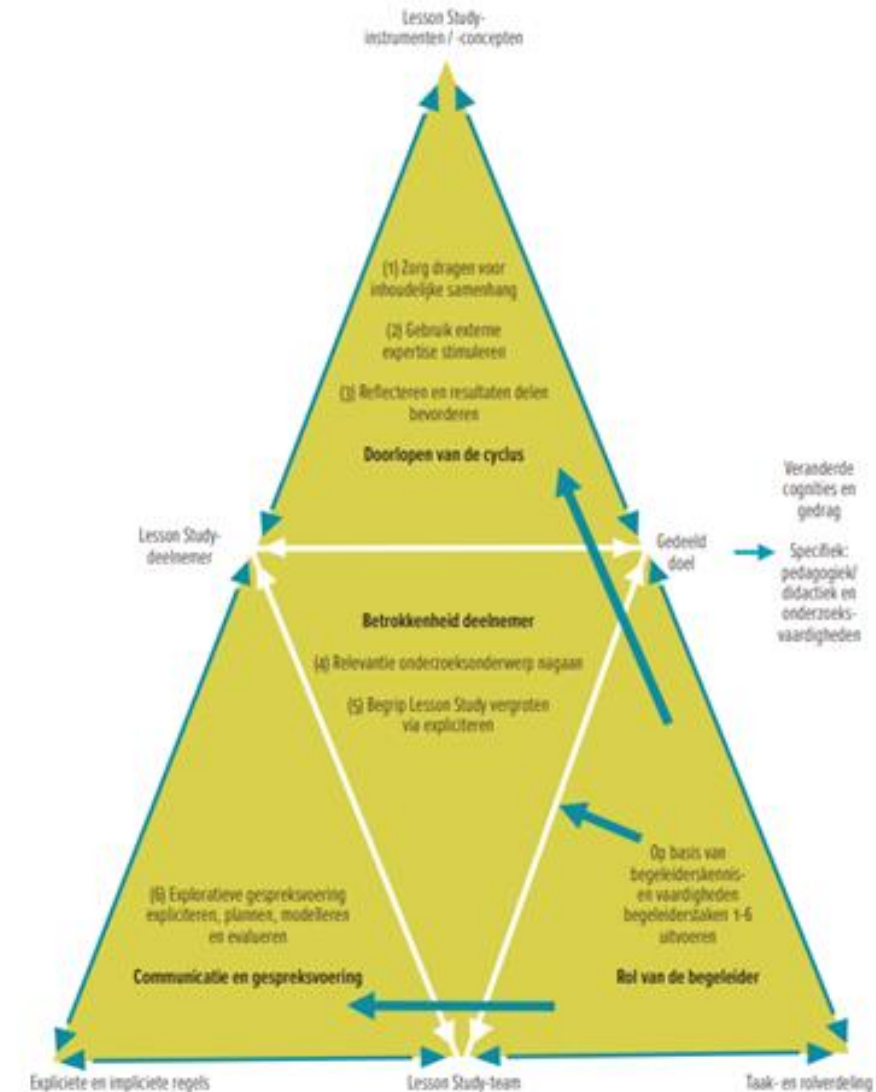 Lesson Study-
instrumenten / -concepten
(1) Zorg dragen voor
inhoudelijke samenhang
(2) Gebruik externe
expertise stimuleren
(3) Reflecteren en resultaten delen
bevorderen
Doorlopen van de cyclus
Lesson Study-
deelnemer
Gedeeld
doel
Veranderde
cognities en
gedrag
Specifiek:
pedagogiek/
didactiek en
onderzoeks-
vaardigheden
Betrokkenheid deelnemer
(4) Relevantie onderzoeksonderwerp nagaan
(5) Begrip Lesson Study vergroten
via expliciteren
(6) Exploratieve gespreksvoering
expliciteren, plannen, modelleren
en evalueren
Communicatie en gespreksvoering
Op basis van
begeleiderskennis-
en vaardigheden
begeleiderstaken 1-6
uitvoeren
Rol van de begeleider
Expliciete en impliciete regels
Lesson Study-team
Taak- en rolverdeling